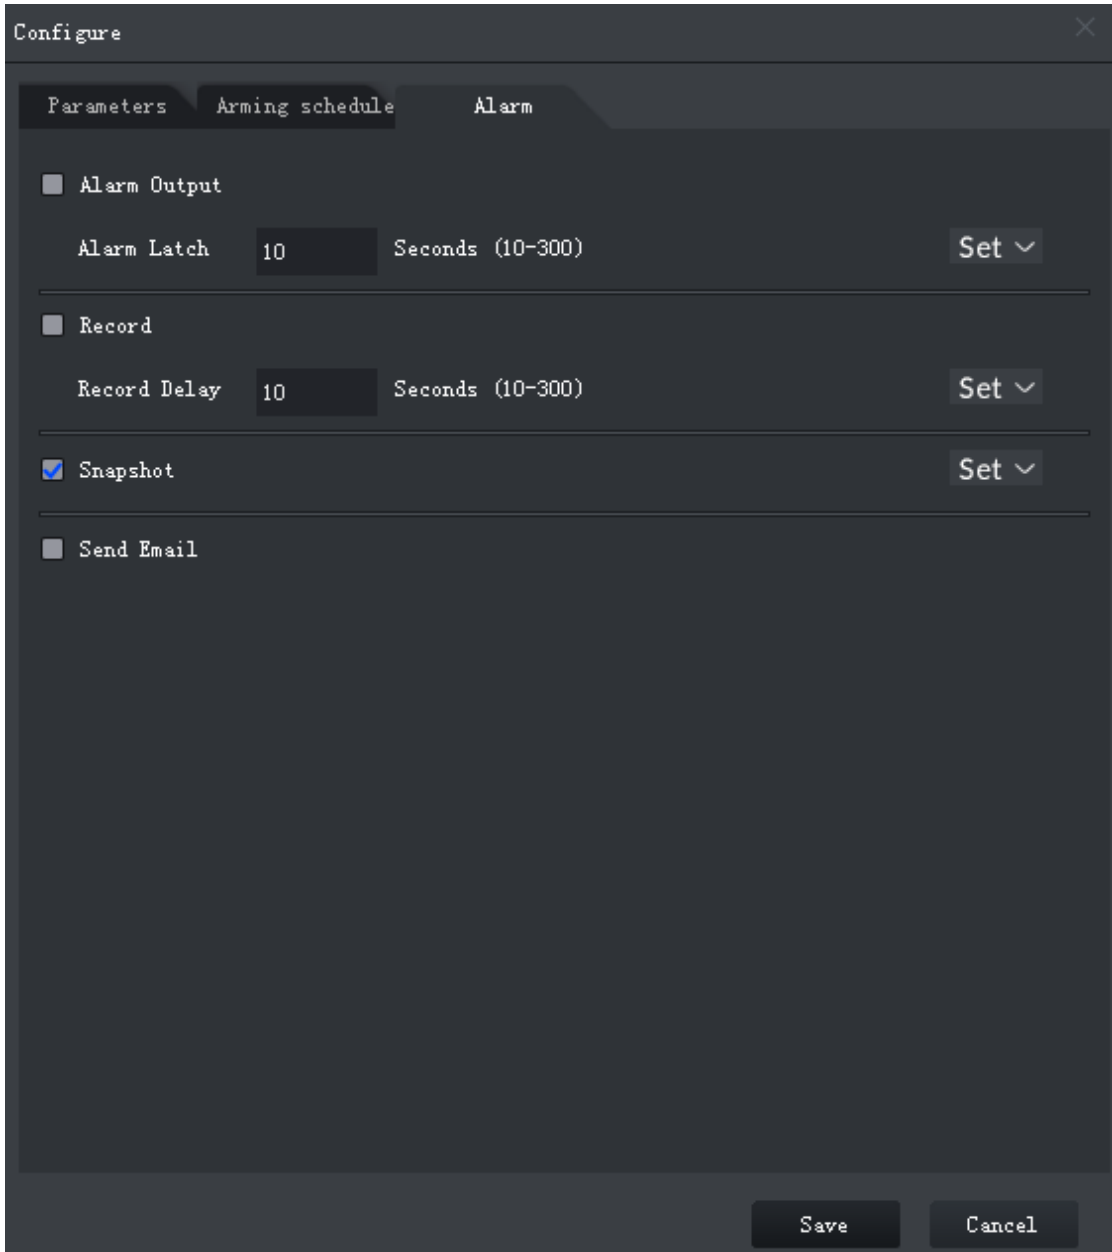 Configure
Parameters Arming schedule Alarm
Alarm Output
Alarm Latch 10 Seconds (10-300) Set
Record
Record Delay 10 Seconds (10-300) Set
Snapshot Set
Send Email
Save Cancel